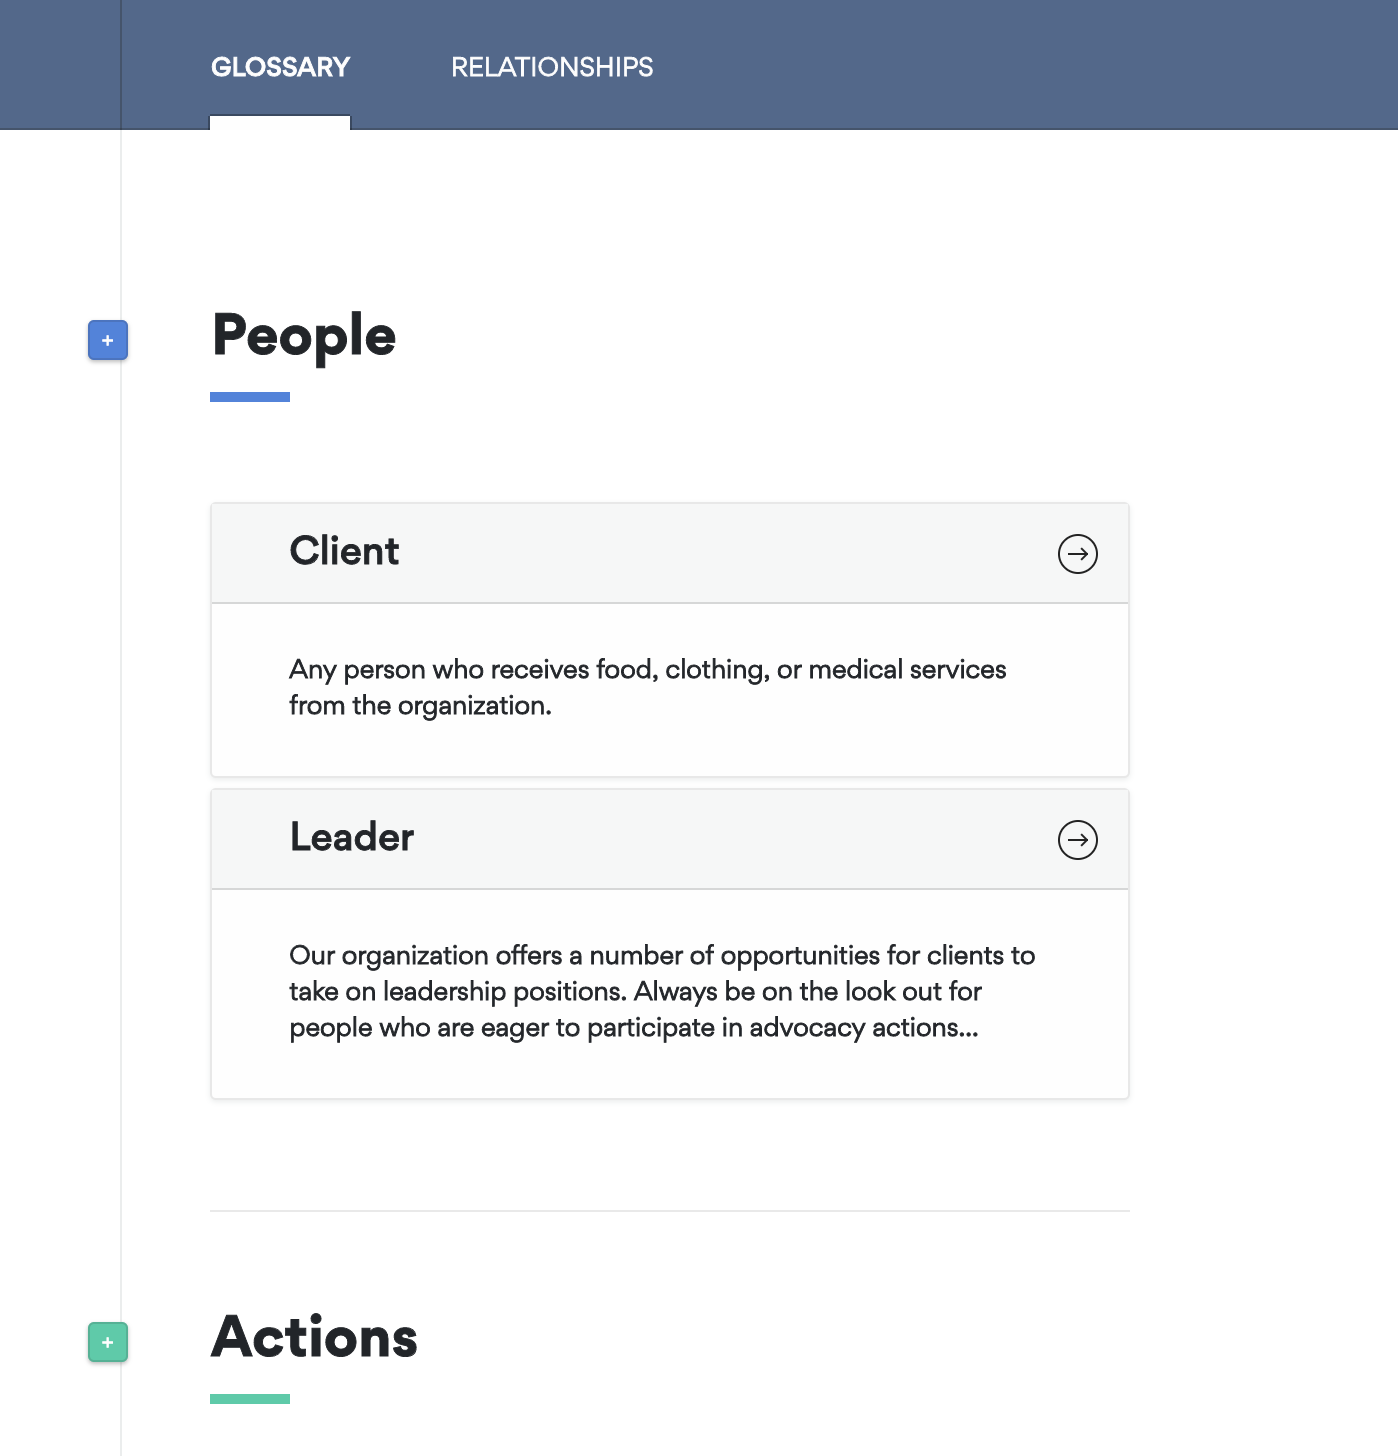 GLOSSARY RELATIONSHIPS
+ People
Client
Any person who receives food, clothing, or medical services
from the organization.
Leader
Our organization offers a number of opportunities for clients to
take on leadership positions. Always be on the look out for
people who are eager to participate in advocacy actions...
+ Actions